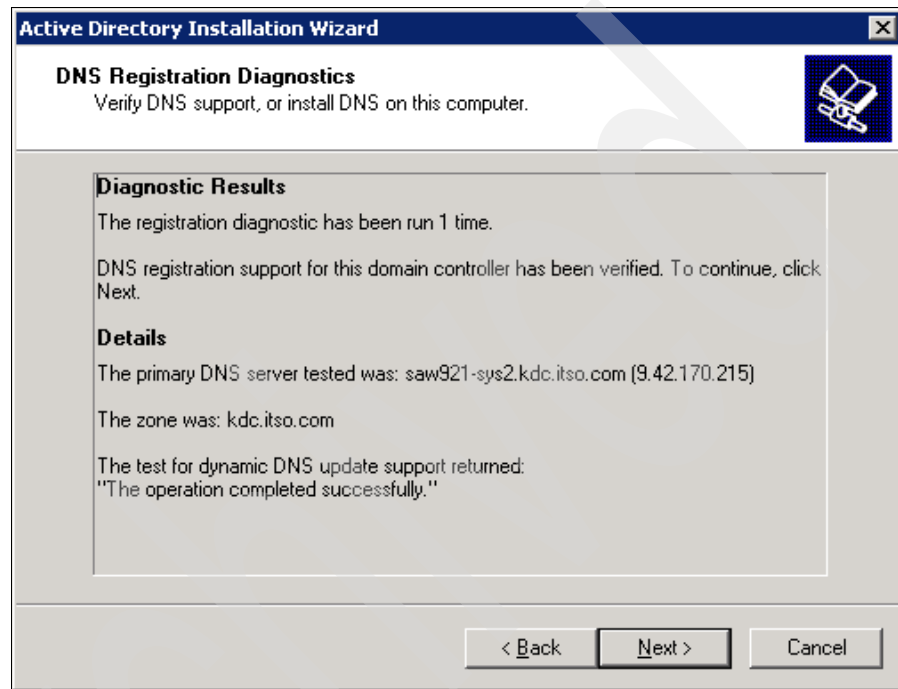 Active Directory Installation Wizard
DNS Registration Diagnostics
Verify DNS support, or install DNS on this computer.
Diagnostic Results
The registration diagnostic has been run 1 time.
DNS registration support for this domain controller has been verified. To continue, click
Next.
Details
The primary DNS server tested was: saw921-sys2.kdc.itso.com (9.42.170.215)
The zone was: kdc.itso.com
The test for dynamic DNS update support returned:
"The operation completed successfully."
< Back
Next >
Cancel